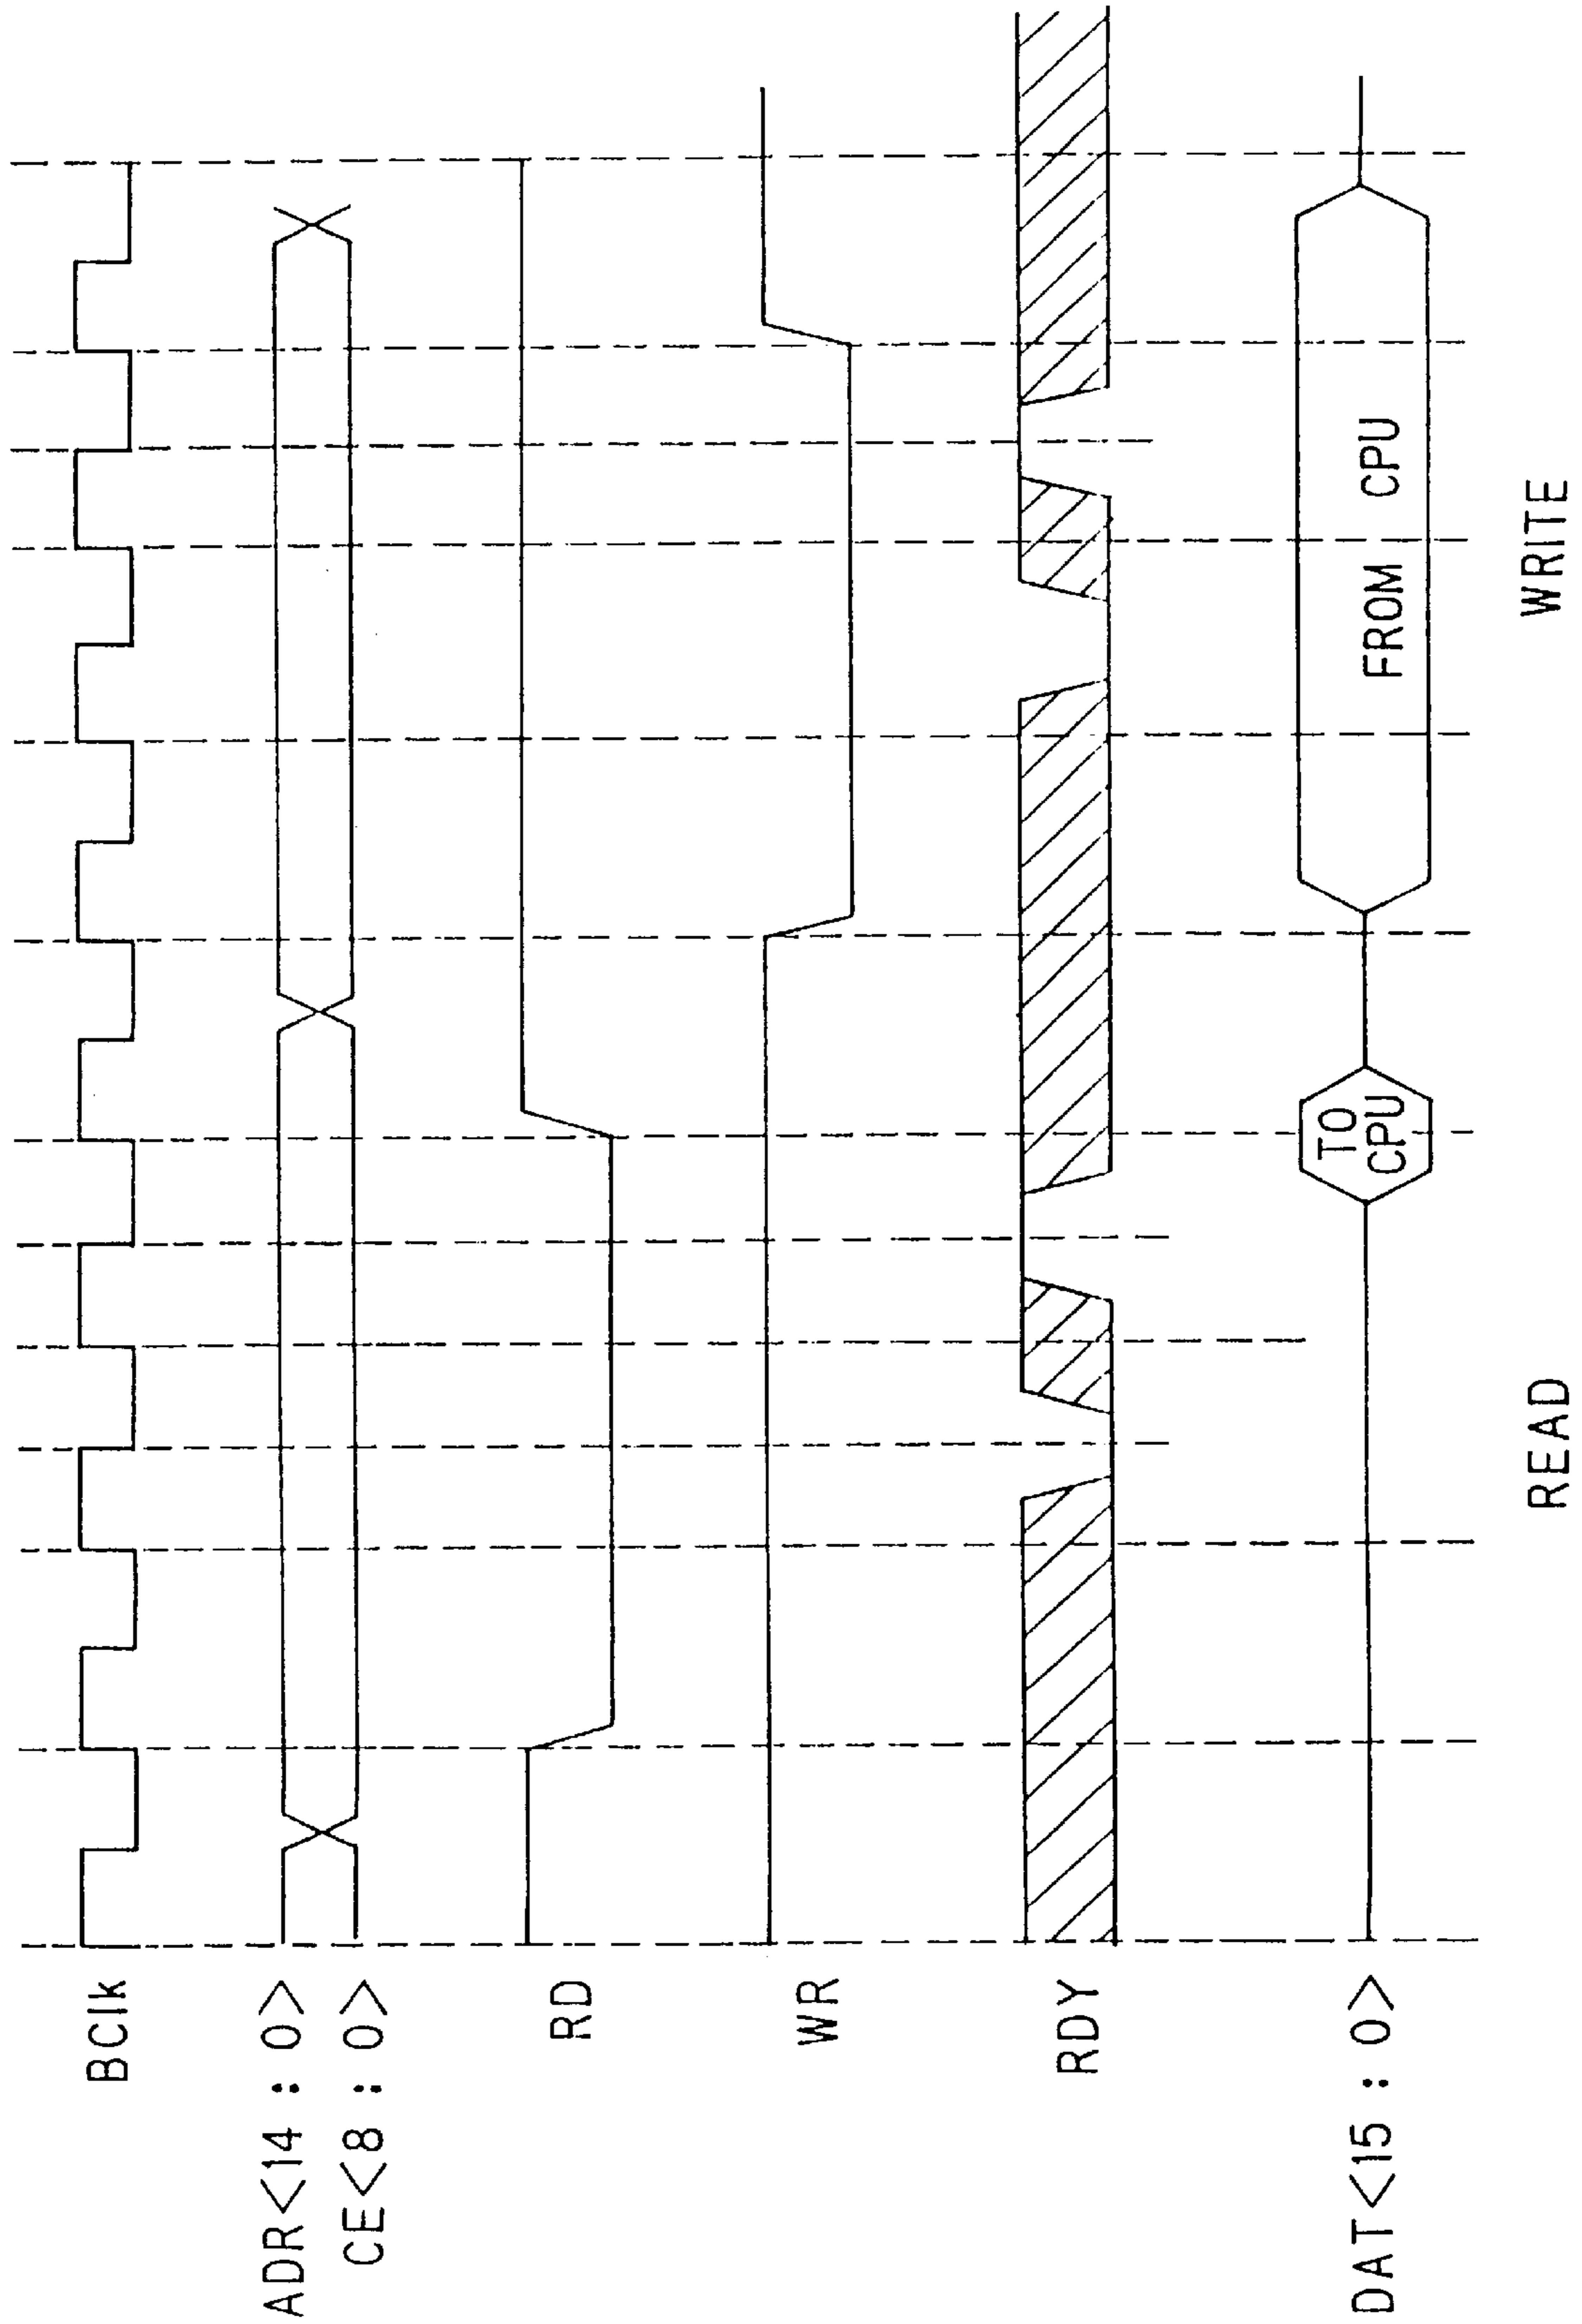 BClk
ADR<14 : 0>
CE<8 : 0>
RD
WR
RDY
DAT<15 : 0>
TO
CPU
FROM CPU
READ
WRITE